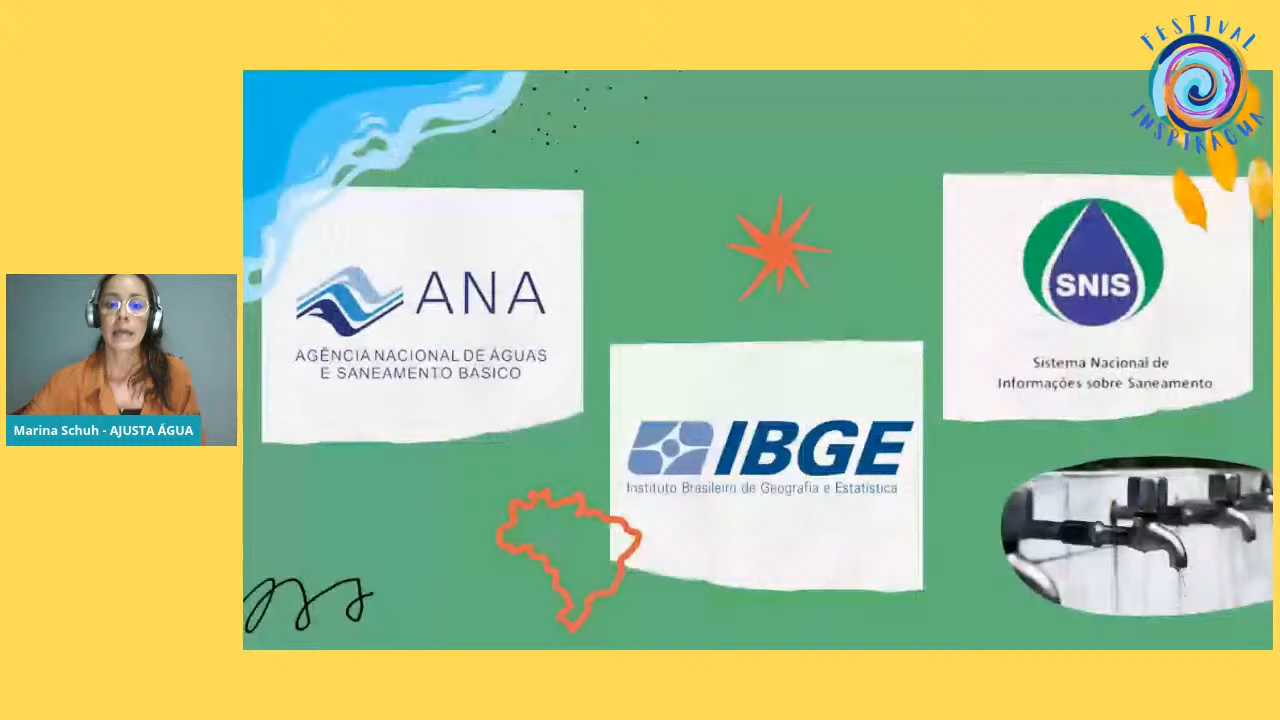 FESTIVAL
INSPIRÁGUA
ANA
AGÊNCIA NACIONAL DE ÁGUAS
E SANEAMENTO BÁSICO
SNIS
Sistema Nacional de
Informações sobre Saneamento
IBGE
Instituto Brasileiro de Geografia e Estatística
Marina Schuh - AJUSTA ÁGUA